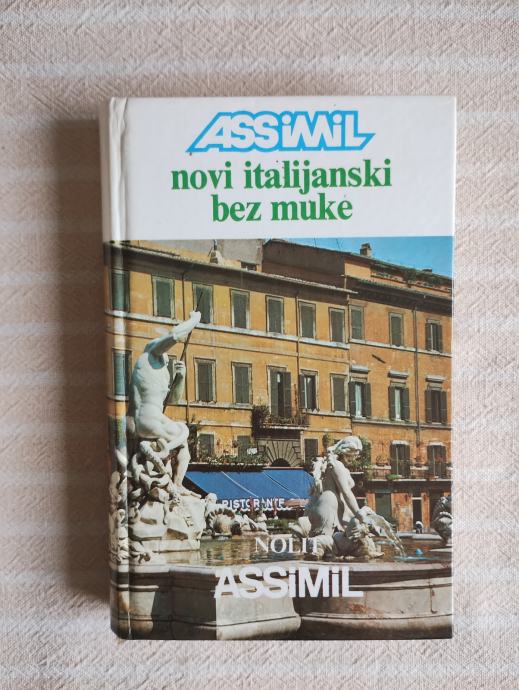 ASSiMiL
novi italijanski
bez muke
RISTORANTE
NOLIT
ASSiMiL